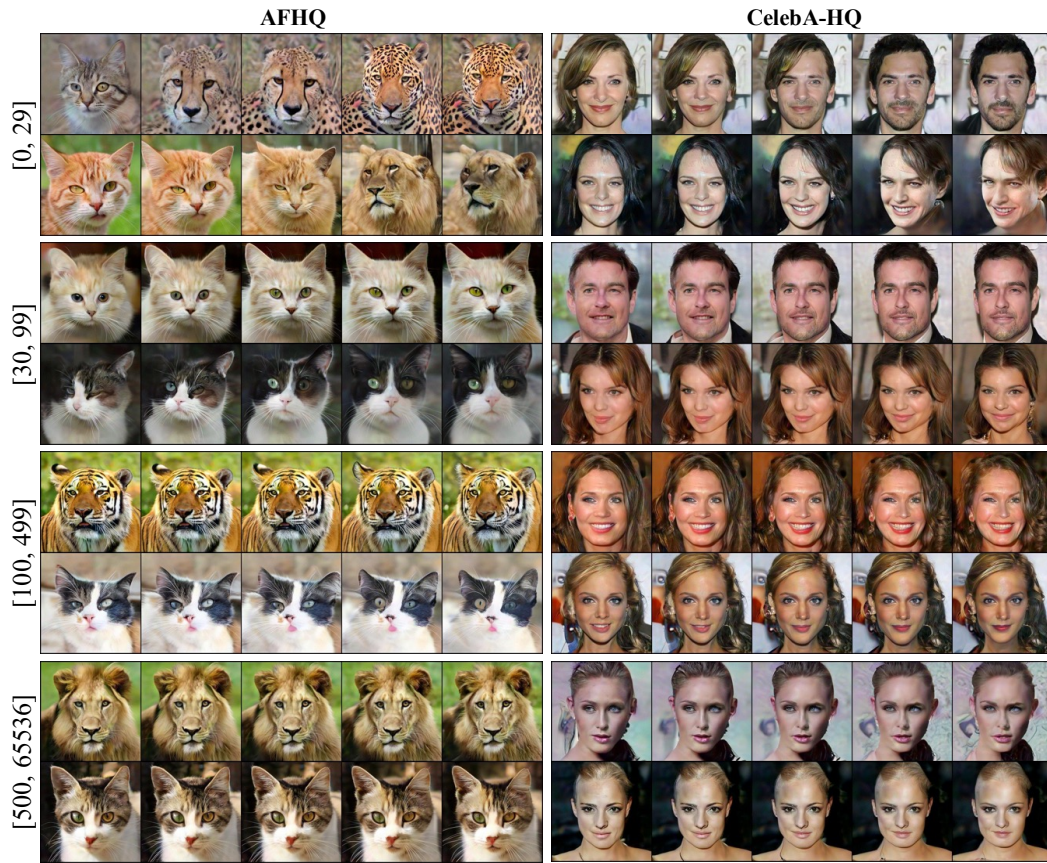 AFHQ
CelebA-HQ
[0, 29]
[30, 99]
[100, 499]
[500, 65536]